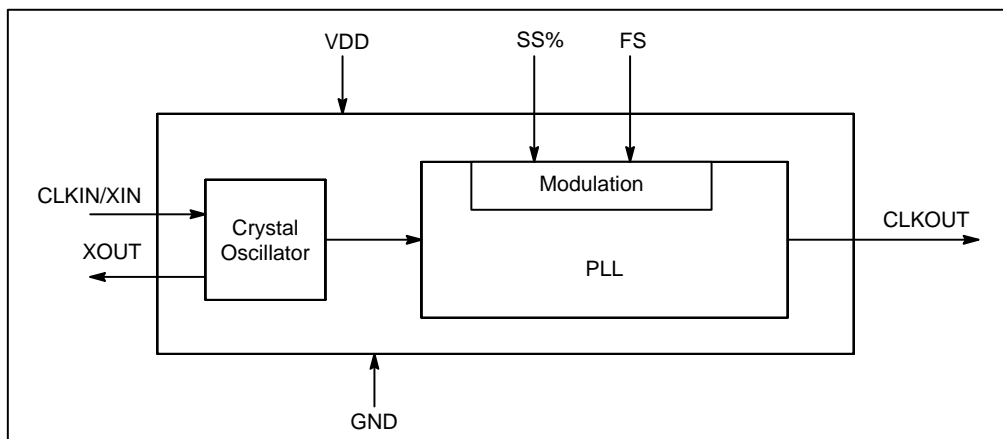 VDD
SS%
FS
CLKIN/XIN
XOUT
Crystal
Oscillator
Modulation
PLL
CLKOUT
GND